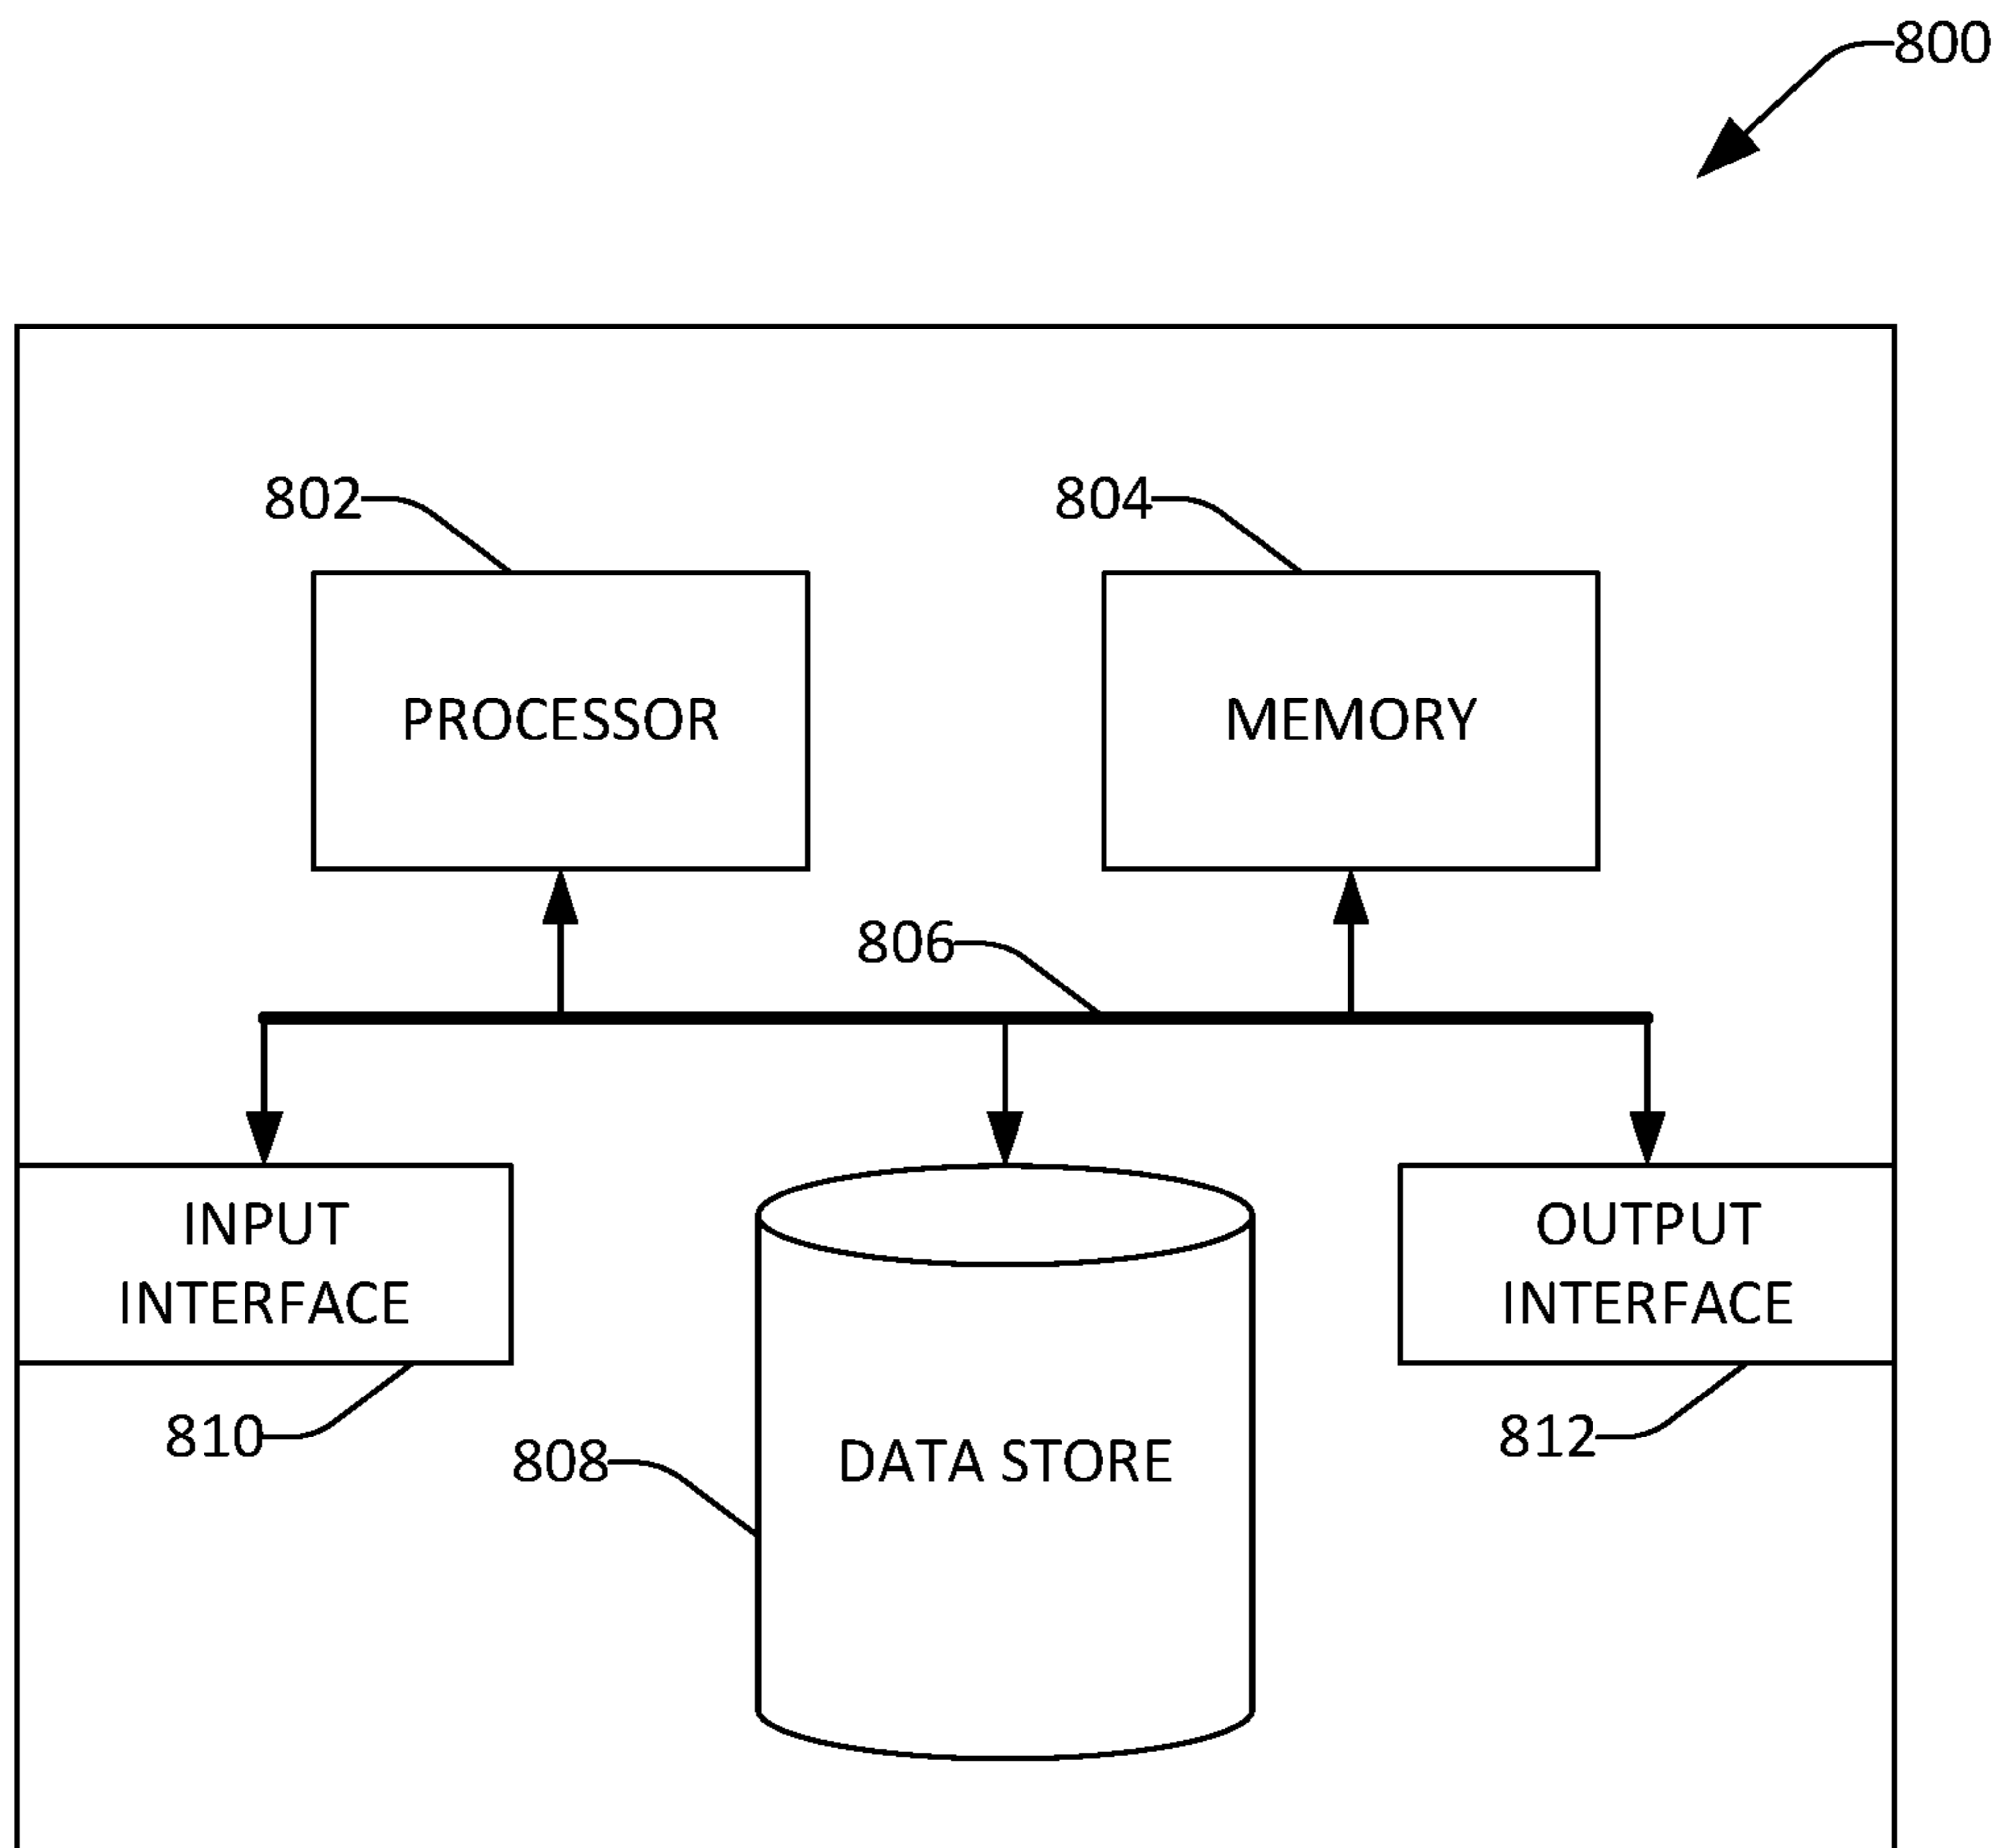 800
802
804
PROCESSOR
MEMORY
806
INPUT
INTERFACE
OUTPUT
INTERFACE
810
808
DATA STORE
812